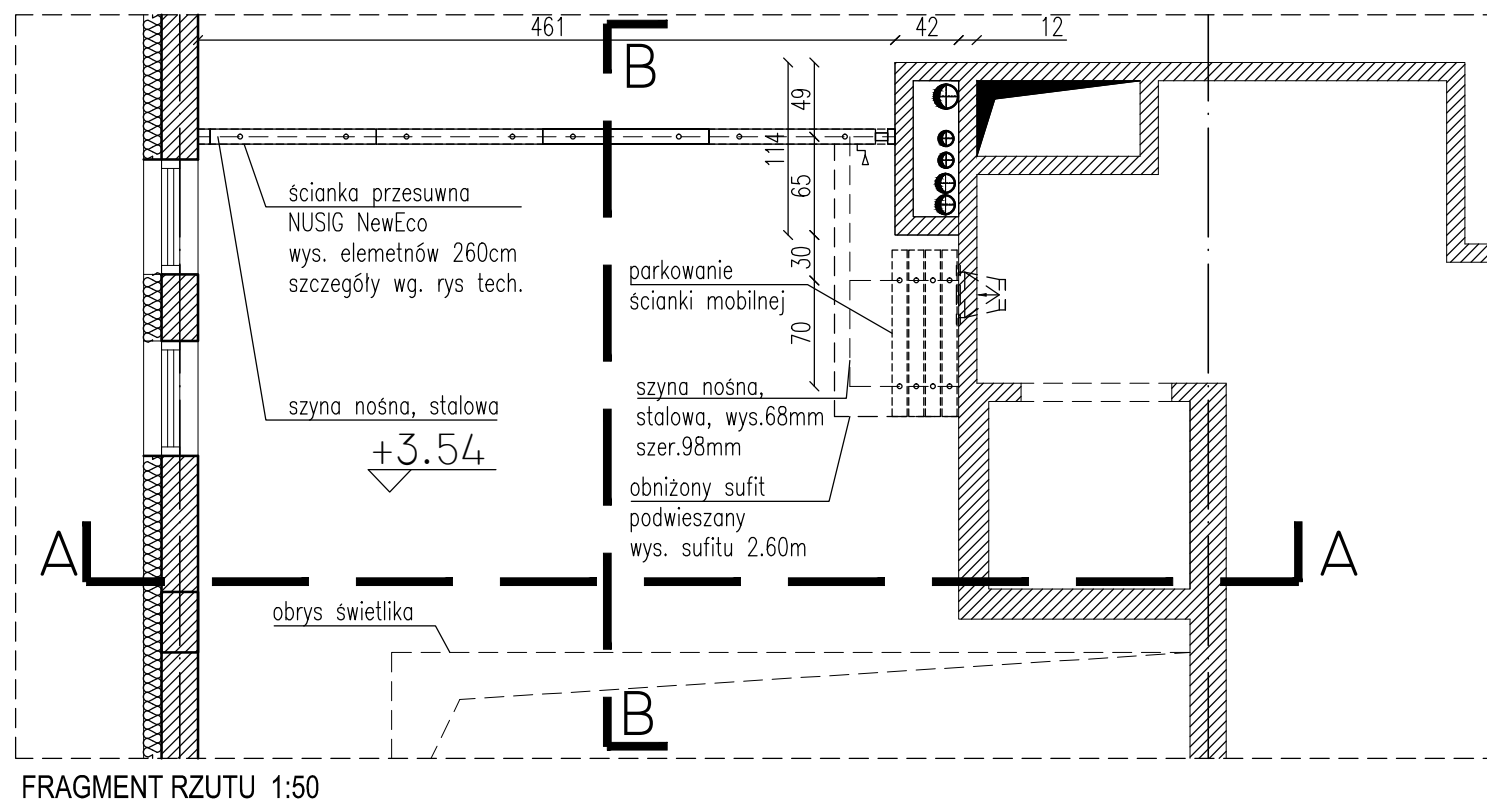 461
42
12
B
49
114
65
30
70
ścianka przesuwna
NUSIG NewEco
wys. elemetnów 260cm
szczegóły wg. rys tech.
parkowanie
ścianki mobilnej
szyna nośna, stalowa
+3.54
szyna nośna,
stalowa, wys.68mm
szer.98mm
obniżony sufit
podwieszany
wys. sufitu 2.60m
A
A
obrys świetlika
B
FRAGMENT RZUTU 1:50